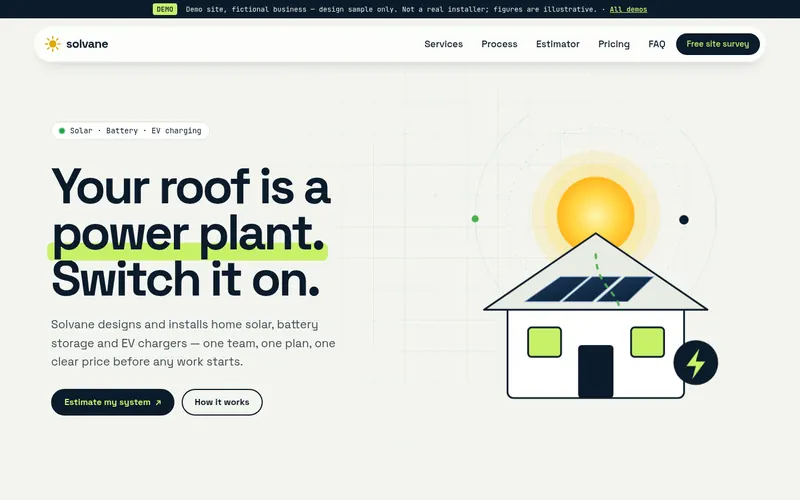 DEMO Demo site, fictional business — design sample only. Not a real installer; figures are illustrative. · All demos
solvane Services Process Estimator Pricing FAQ Free site survey
Solar · Battery · EV charging
Your roof is a
power plant.
Switch it on.
Solvane designs and installs home solar, battery
storage and EV chargers — one team, one plan, one
clear price before any work starts.
Estimate my system ↗ How it works